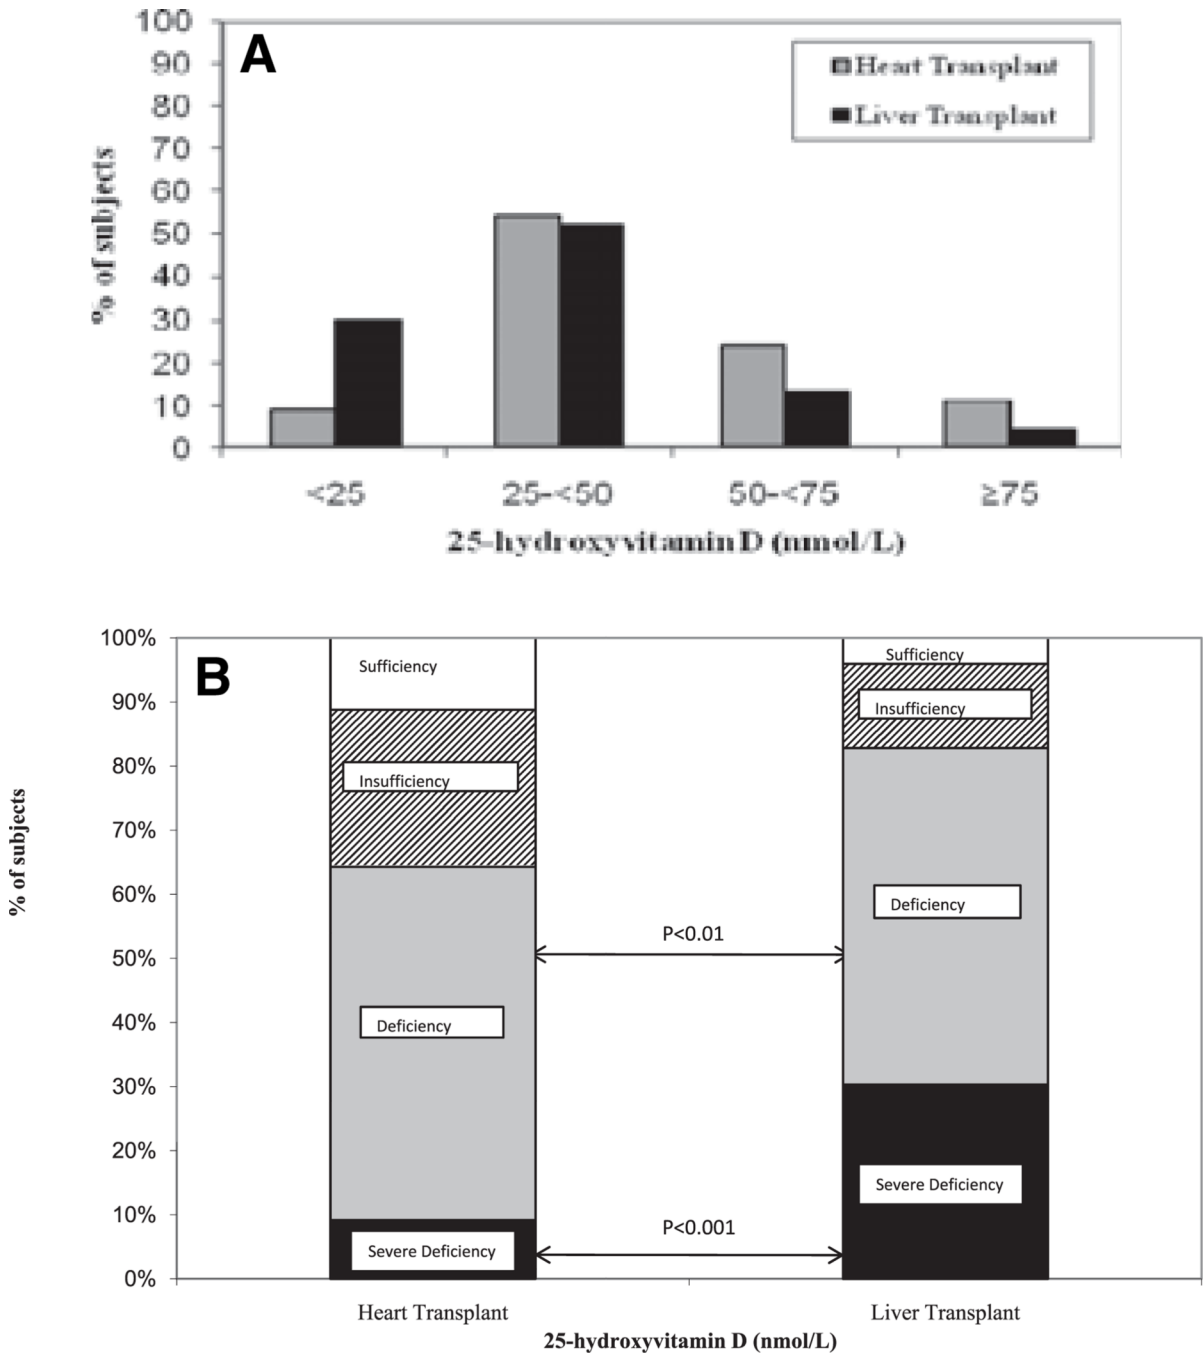 A
100
90
80
70
60
50
40
30
20
10
0
% of subjects
Heart Transplant
Liver Transplant
<25
25-<50
50-<75
≥75
25-hydroxyvitamin D (nmol/L)
B
100%
90%
80%
70%
60%
50%
40%
30%
20%
10%
0%
% of subjects
Sufficiency
Insufficiency
Deficiency
Severe Deficiency
P<0.01
P<0.001
Sufficiency
Insufficiency
Deficiency
Severe Deficiency
Heart Transplant
Liver Transplant
25-hydroxyvitamin D (nmol/L)